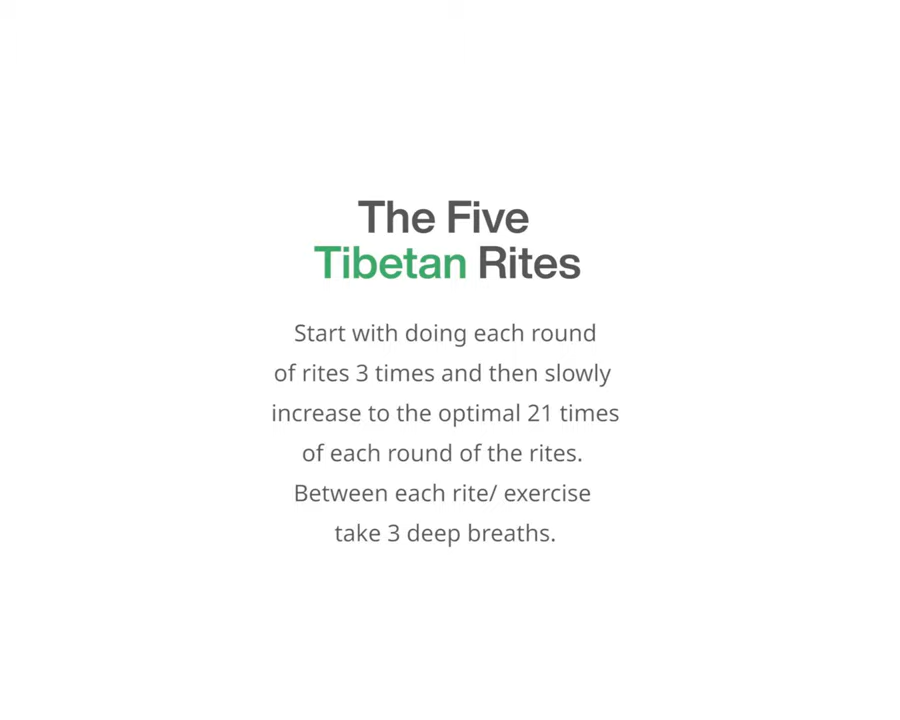 The Five
Tibetan Rites
Start with doing each round
of rites 3 times and then slowly
increase to the optimal 21 times
of each round of the rites.
Between each rite/ exercise
take 3 deep breaths.